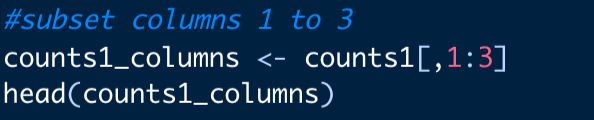 #subset columns 1 to 3
counts1_columns <- counts1[,1:3]
head(counts1_columns)